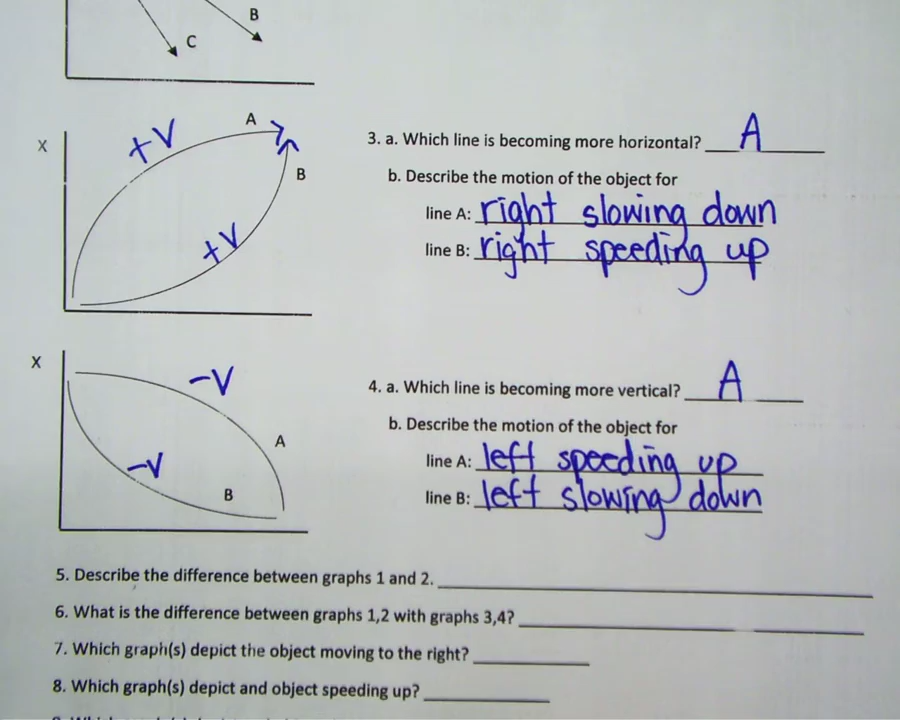 B
C
X
+V
A
B
+V
3. a. Which line is becoming more horizontal? A
b. Describe the motion of the object for
line A: right slowing down
line B: right speeding up
X
-V
A
-V
B
4. a. Which line is becoming more vertical? A
b. Describe the motion of the object for
line A: left speeding up
line B: left slowing down
5. Describe the difference between graphs 1 and 2.
6. What is the difference between graphs 1,2 with graphs 3,4?
7. Which graph(s) depict the object moving to the right?
8. Which graph(s) depict and object speeding up?